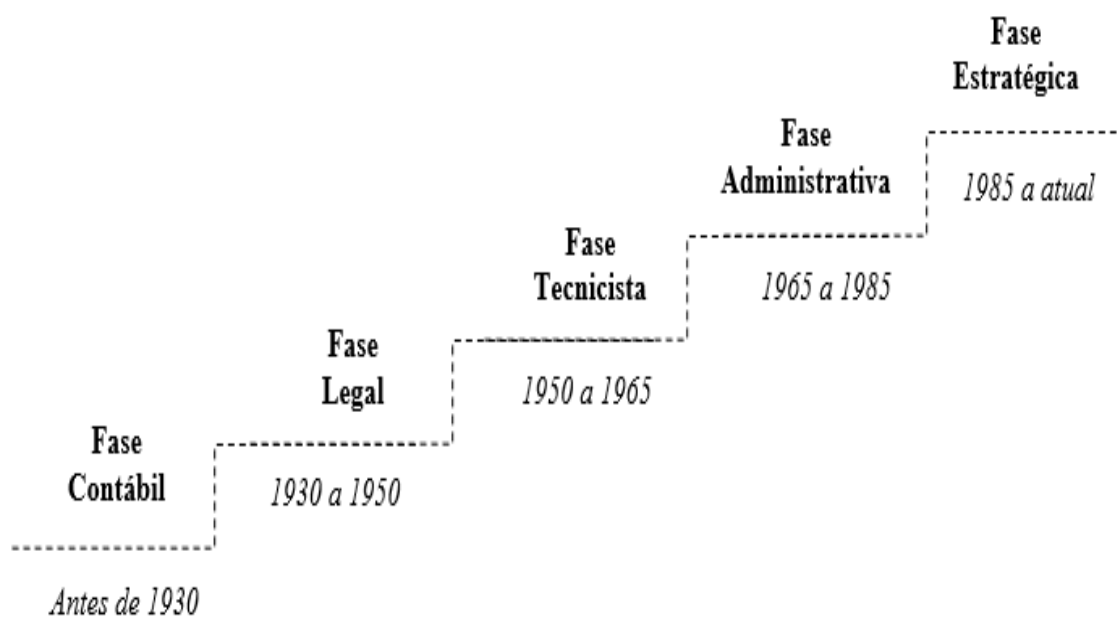 Fase
Contábil
Antes de 1930
Fase
Legal
1930 a 1950
Fase
Tecnicista
1950 a 1965
Fase
Administrativa
1965 a 1985
Fase
Estratégica
1985 a atual